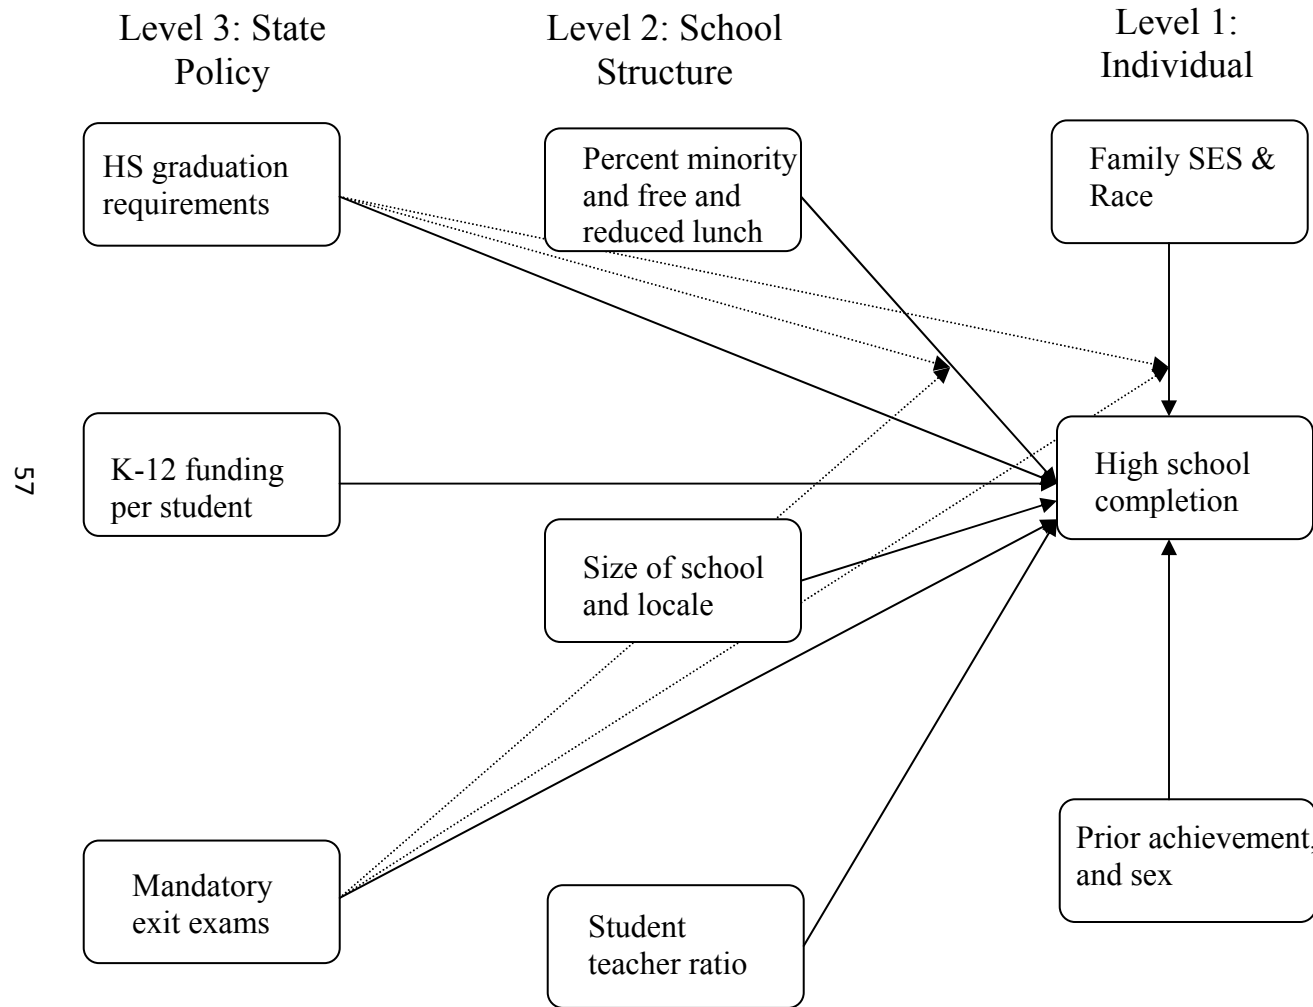 Level 3: State
Policy
Level 2: School
Structure
Level 1:
Individual
HS graduation
requirements
Percent minority
and free and
reduced lunch
Family SES &
Race
K-12 funding
per student
High school
completion
Size of school
and locale
57
Mandatory
exit exams
Student
teacher ratio
Prior achievement,
and sex